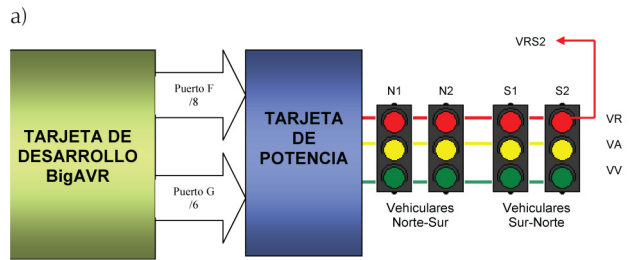 a)
VRS2
Puerto F
/8
N1
N2
S1
S2
TARJETA DE
DESARROLLO
BigAVR
TARJETA
DE
POTENCIA
VR
VA
VV
Puerto G
/6
Vehiculares
Norte-Sur
Vehiculares
Sur-Norte